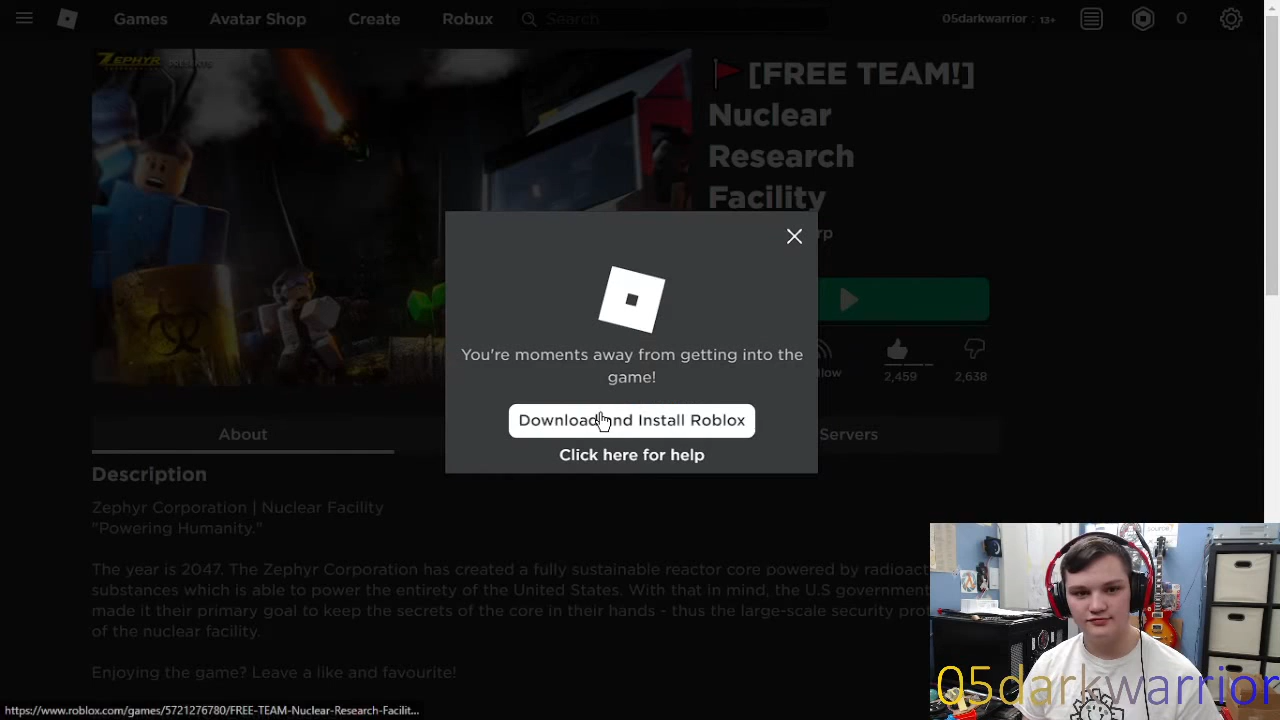 Games
Avatar Shop
Create
Robux
Search
05darkwarrior : 13+
0
ZEPHYR
[FREE TEAM!]
Nuclear
Research
Facility
rp
You're moments away from getting into the
game!
Download and Install Roblox
Click here for help
llow
2,459
2,638
About
Servers
Description
Zephyr Corporation | Nuclear Facility
"Powering Humanity."
The year is 2047. The Zephyr Corporation has created a fully sustainable reactor core powered by radioact
substances which is able to power the entirety of the United States. With that in mind, the U.S government
made it their primary goal to keep the secrets of the core in their hands - thus the large-scale security pro
of the nuclear facility.
Enjoying the game? Leave a like and favourite!
https://www.roblox.com/games/5721276780/FREE-TEAM-Nuclear-Research-Facilit...
05darkwarrior